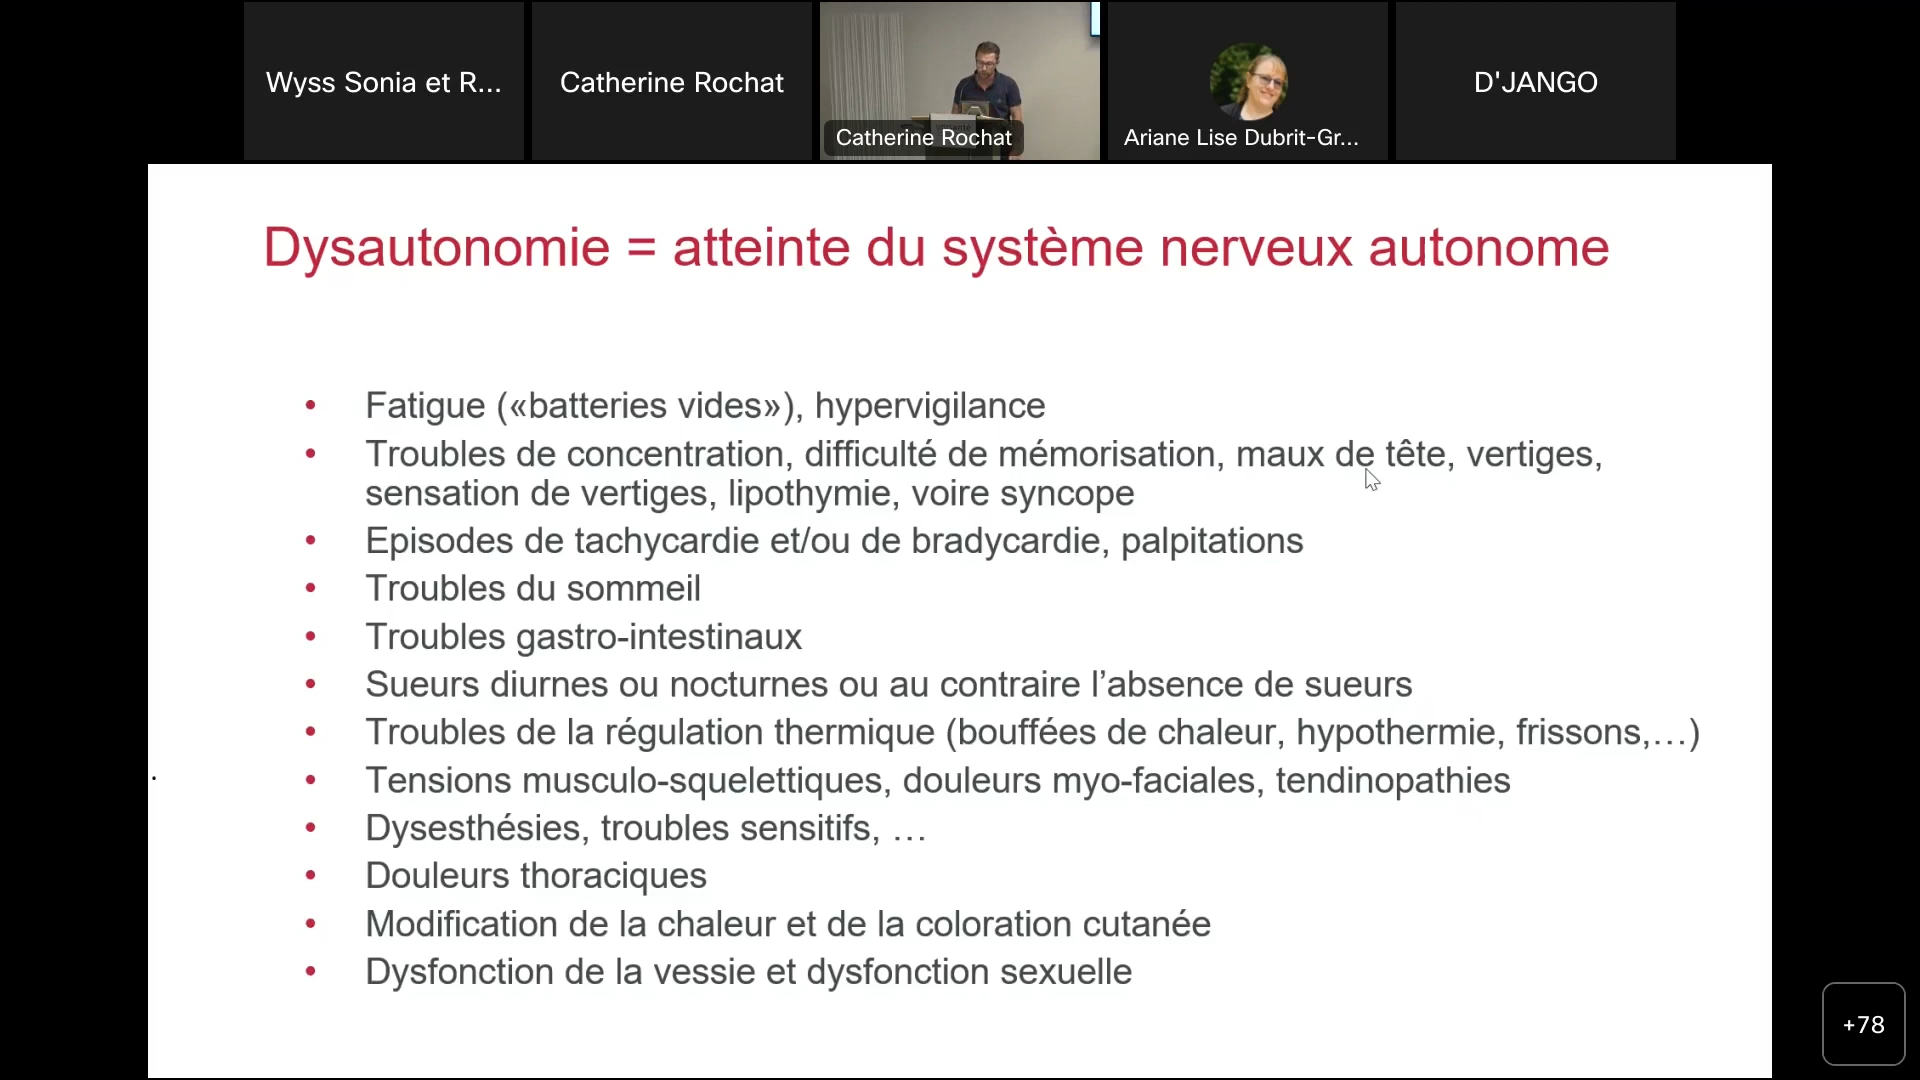 Wyss Sonia et R...
Catherine Rochat
Catherine Rochat
Ariane Lise Dubrit-Gr...
D'JANGO
Dysautonomie = atteinte du système nerveux autonome
• Fatigue («batteries vides»), hypervigilance
• Troubles de concentration, difficulté de mémorisation, maux de tête, vertiges,
sensation de vertiges, lipothymie, voire syncope
• Episodes de tachycardie et/ou de bradycardie, palpitations
• Troubles du sommeil
• Troubles gastro-intestinaux
• Sueurs diurnes ou nocturnes ou au contraire l’absence de sueurs
• Troubles de la régulation thermique (bouffées de chaleur, hypothermie, frissons,…)
• Tensions musculo-squelettiques, douleurs myo-faciales, tendinopathies
• Dysesthésies, troubles sensitifs, …
• Douleurs thoraciques
• Modification de la chaleur et de la coloration cutanée
• Dysfonction de la vessie et dysfonction sexuelle
.
+78